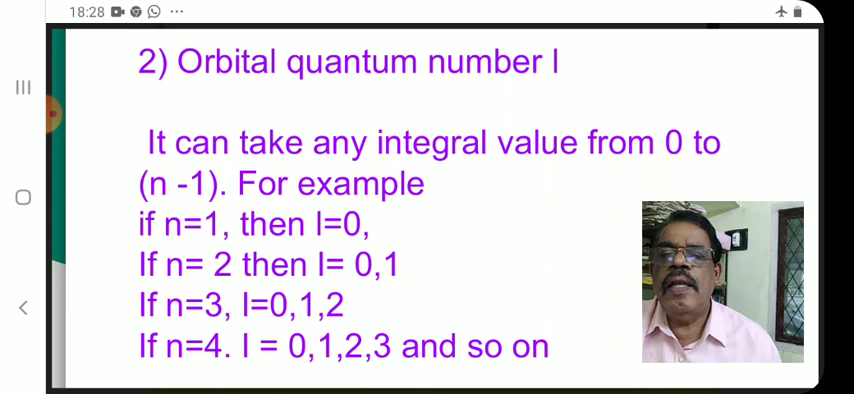 18:28
2) Orbital quantum number l
It can take any integral value from 0 to
(n -1). For example
if n=1, then l=0,
If n= 2 then l= 0,1
If n=3, l=0,1,2
If n=4. l = 0,1,2,3 and so on